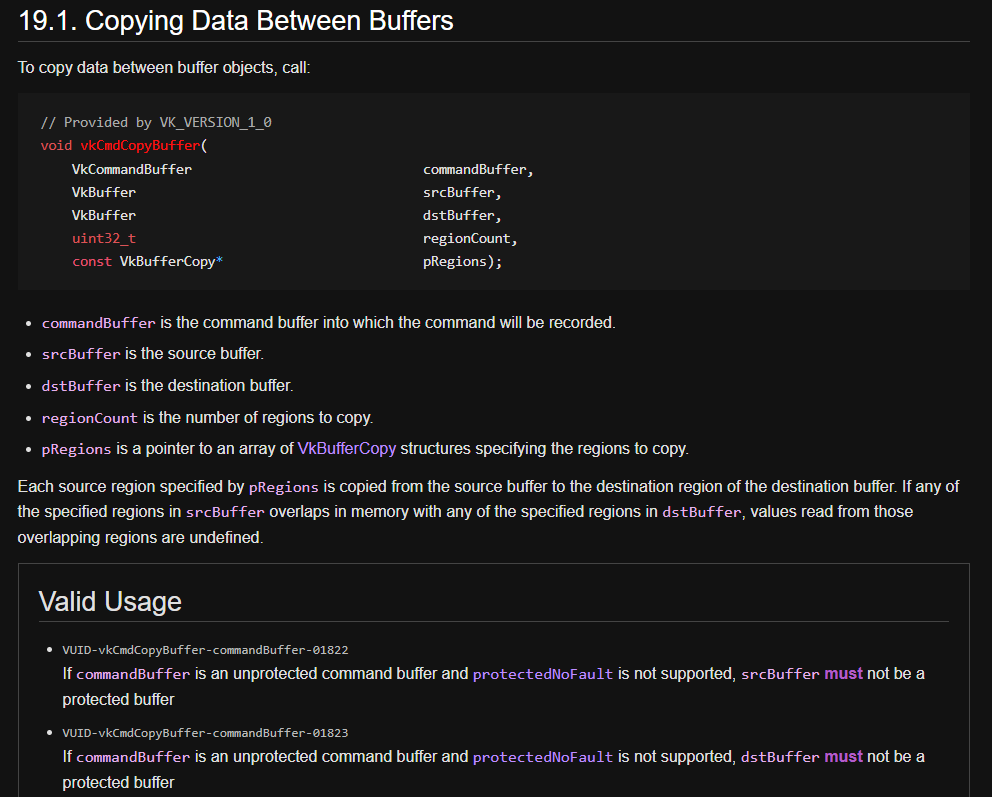 19.1. Copying Data Between Buffers
To copy data between buffer objects, call:
// Provided by VK_VERSION_1_0
void vkCmdCopyBuffer(
    VkCommandBuffer                             commandBuffer,
    VkBuffer                                    srcBuffer,
    VkBuffer                                    dstBuffer,
    uint32_t                                    regionCount,
    const VkBufferCopy*                         pRegions);
• commandBuffer is the command buffer into which the command will be recorded.
• srcBuffer is the source buffer.
• dstBuffer is the destination buffer.
• regionCount is the number of regions to copy.
• pRegions is a pointer to an array of VkBufferCopy structures specifying the regions to copy.
Each source region specified by pRegions is copied from the source buffer to the destination region of the destination buffer. If any of
the specified regions in srcBuffer overlaps in memory with any of the specified regions in dstBuffer, values read from those
overlapping regions are undefined.
Valid Usage
• VUID-vkCmdCopyBuffer-commandBuffer-01822
If commandBuffer is an unprotected command buffer and protectedNoFault is not supported, srcBuffer must not be a
protected buffer
• VUID-vkCmdCopyBuffer-commandBuffer-01823
If commandBuffer is an unprotected command buffer and protectedNoFault is not supported, dstBuffer must not be a
protected buffer